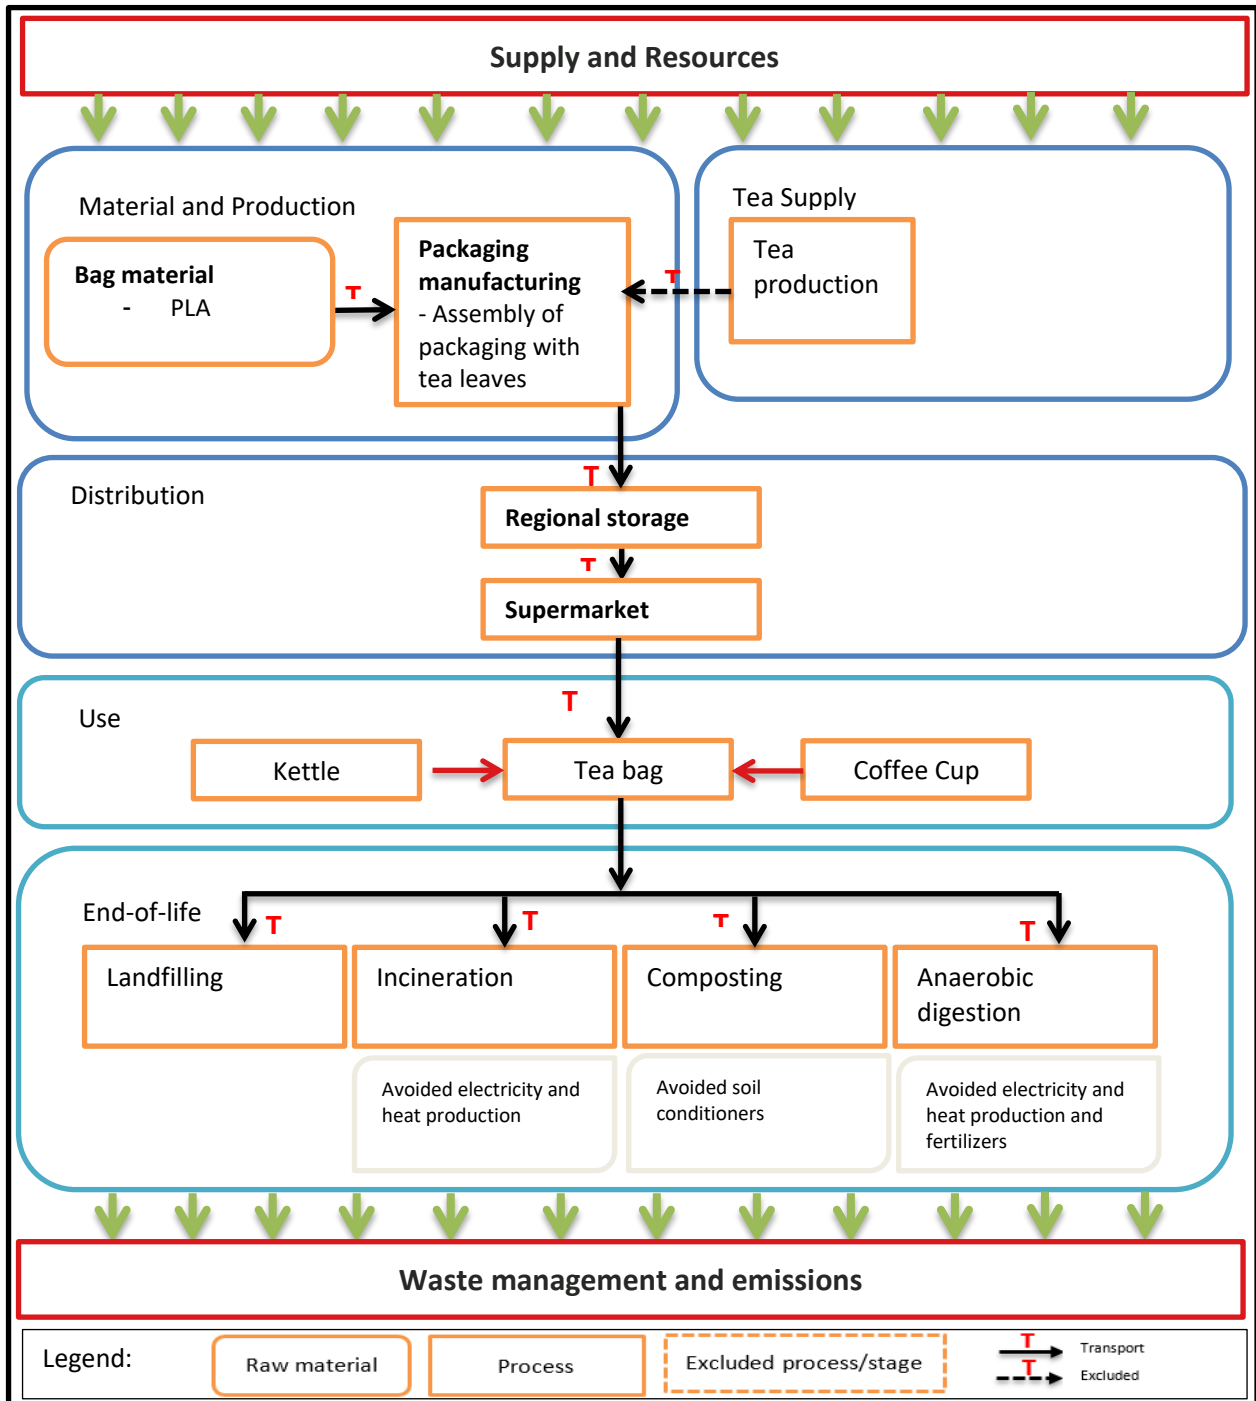 Supply and Resources
Material and Production
Bag material
- PLA
T
Packaging
manufacturing
- Assembly of
packaging with
tea leaves
T
Tea Supply
Tea
production
Distribution
T
Regional storage
T
Supermarket
Use
T
Kettle
Tea bag
Coffee Cup
End-of-life
T
T
T
T
Landfilling
Incineration
Composting
Anaerobic
digestion
Avoided electricity and
heat production
Avoided soil
conditioners
Avoided electricity and
heat production and
fertilizers
Waste management and emissions
Legend:
Raw material
Process
Excluded process/stage
T
Transport
T
Excluded